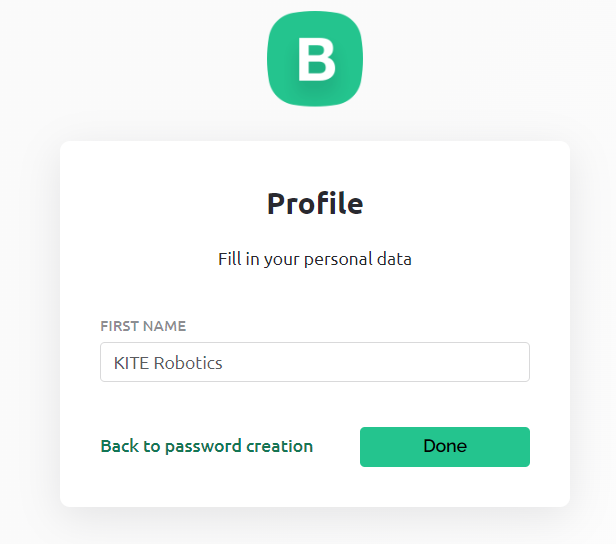 B
Profile
Fill in your personal data
FIRST NAME
KITE Robotics
Back to password creation
Done